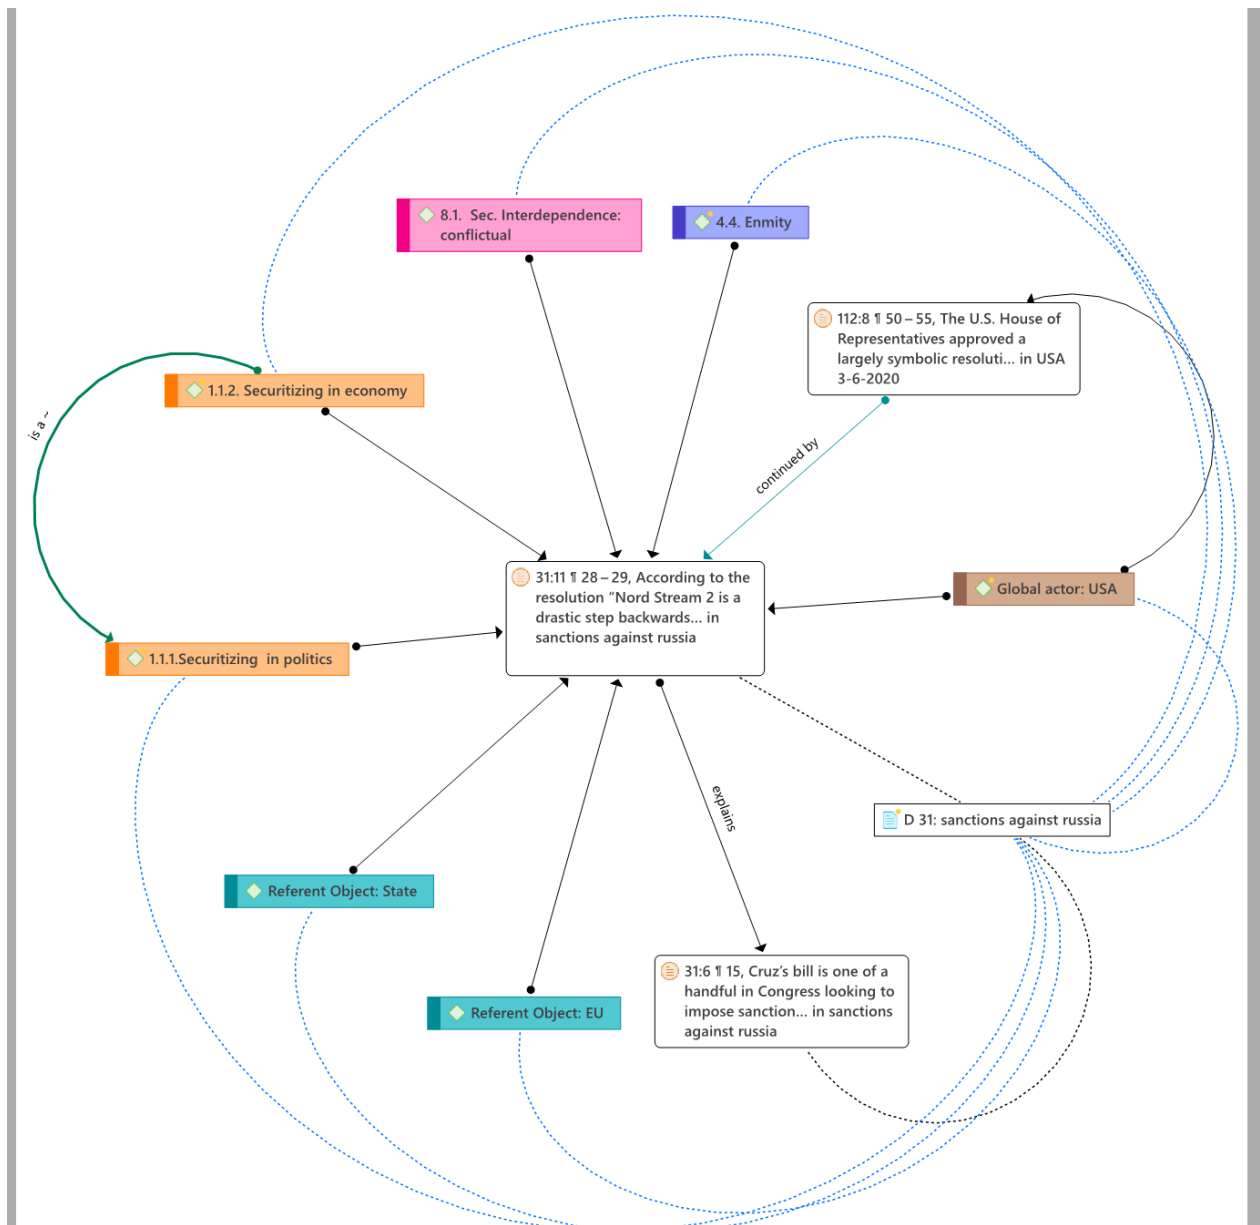 8.1.  Sec. Interdependence:
conflictual
4.4. Enmity
112:8 ¶ 50 – 55, The U.S. House of
Representatives approved a
largely symbolic resoluti... in USA
3-6-2020
1.1.2. Securitizing in economy
is a ~
continued by
31:11 ¶ 28 – 29, According to the
resolution “Nord Stream 2 is a
drastic step backwards... in
sanctions against russia
Global actor: USA
1.1.1.Securitizing  in politics
explains
D 31: sanctions against russia
Referent Object: State
31:6 ¶ 15, Cruz’s bill is one of a
handful in Congress looking to
impose sanction... in sanctions
against russia
Referent Object: EU